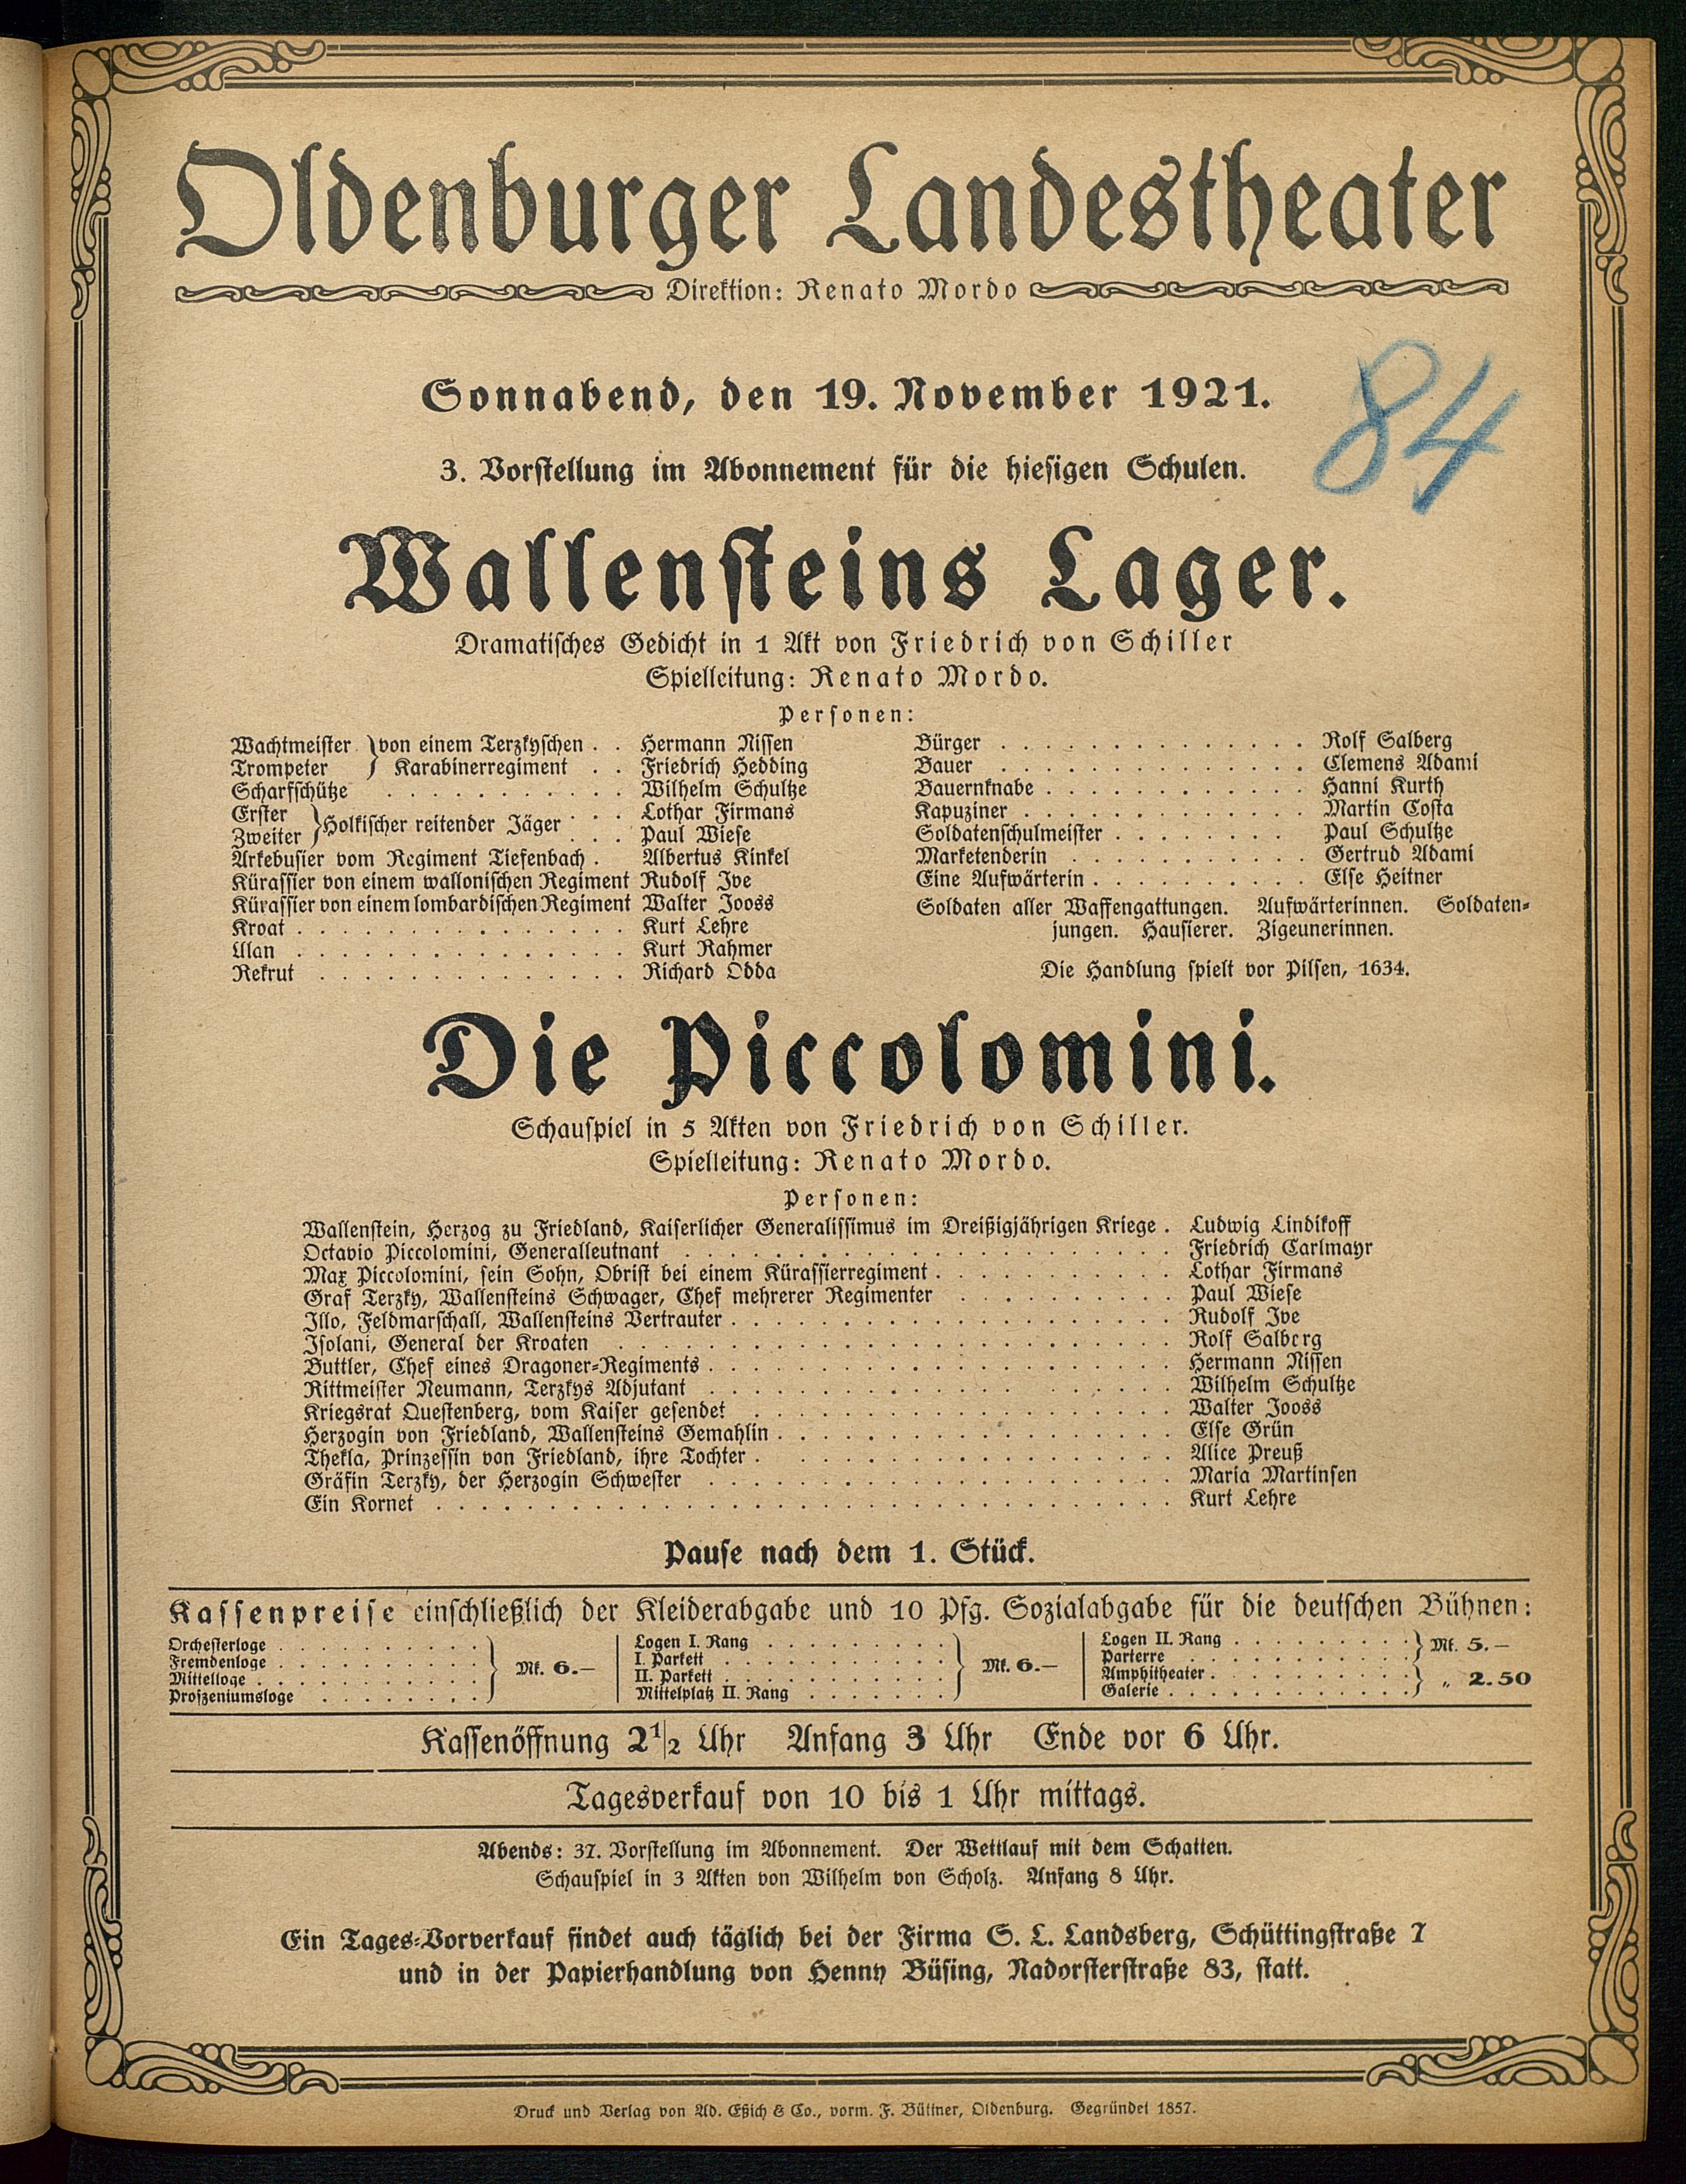 Oldenburger Landestheater
Direktion: Renato Mordo
Sonnabend, den 19. November 1921.
84
3. Vorstellung im Abonnement für die hiesigen Schulen.
Wallensteins Lager.
Dramatisches Gedicht in 1 Akt von Friedrich von Schiller
Spielleitung: Renato Mordo.
Personen:
Wachtmeister } von einem Terzkyschen . . Hermann Nissen
Trompeter } Karabinerregiment . . Friedrich Hedding
Scharfschütze . . . . . . . . . . . Wilhelm Schultze
Erster } Holkischer reitender Jäger . . . Lothar Firmans
Zweiter } . . . Paul Wiese
Arkebusier vom Regiment Tiefenbach . Albertus Kinkel
Kürassier von einem wallonischen Regiment Rudolf Ive
Kürassier von einem lombardischen Regiment Walter Jooss
Kroat . . . . . . . . . . . . . . . Kurt Lehre
Ulan . . . . . . . . . . . . . . . Kurt Rahmer
Rekrut . . . . . . . . . . . . . . Richard Odda
Bürger . . . . . . . . . . . . . . Rolf Salberg
Bauer . . . . . . . . . . . . . . Clemens Adami
Bauernknabe . . . . . . . . . . . . Hanni Kurth
Kapuziner . . . . . . . . . . . . . Martin Costa
Soldatenschulmeister . . . . . . . . Paul Schultze
Marketenderin . . . . . . . . . . . Gertrud Adami
Eine Aufwärterin . . . . . . . . . . Else Heitner
Soldaten aller Waffengattungen. Aufwärterinnen. Soldaten-
jungen. Hausierer. Zigeunerinnen.
Die Handlung spielt vor Pilsen, 1634.
Die Piccolomini.
Schauspiel in 5 Akten von Friedrich von Schiller.
Spielleitung: Renato Mordo.
Personen:
Wallenstein, Herzog zu Friedland, Kaiserlicher Generalissimus im Dreißigjährigen Kriege . Ludwig Lindikoff
Octavio Piccolomini, Generalleutnant . . . . . . . . . . Friedrich Carlmayr
Max Piccolomini, sein Sohn, Obrist bei einem Kürassierregiment . . . . . . . . . . Lothar Firmans
Graf Terzky, Wallensteins Schwager, Chef mehrerer Regimenter . . . . . . . . . . Paul Wiese
Illo, Feldmarschall, Wallensteins Vertrauter . . . . . . . . . . Rudolf Ive
Isolani, General der Kroaten . . . . . . . . . . Rolf Salberg
Buttler, Chef eines Dragoner-Regiments . . . . . . . . . . Hermann Nissen
Rittmeister Neumann, Terzkys Adjutant . . . . . . . . . . Wilhelm Schultze
Kriegsrat Questenberg, vom Kaiser gesendet . . . . . . . . . . Walter Jooss
Herzogin von Friedland, Wallensteins Gemahlin . . . . . . . . . . Else Grün
Thekla, Prinzessin von Friedland, ihre Tochter . . . . . . . . . . Alice Preuß
Gräfin Terzky, der Herzogin Schwester . . . . . . . . . . Maria Martinsen
Ein Kornet . . . . . . . . . . Kurt Lehre
Pause nach dem 1. Stück.
Kassenpreise einschließlich der Kleiderabgabe und 10 Pfg. Sozialabgabe für die deutschen Bühnen:
Orchesterloge . . . . . . . . . .
Fremdenloge . . . . . . . . . .
Mittelloge . . . . . . . . . .
Proszeniumsloge . . . . . . . .
} Mk. 6.—
Logen I. Rang . . . . . . . . .
I. Parkett . . . . . . . . . .
II. Parkett . . . . . . . . . .
Mittelplatz II. Rang . . . . . . .
} Mk. 6.—
Logen II. Rang . . . . . . . . .
Parterre . . . . . . . . . .
} Mk. 5.—
Amphitheater . . . . . . . . .
Galerie . . . . . . . . . .
} „ 2.50
Kassenöffnung 2 1/2 Uhr Anfang 3 Uhr Ende vor 6 Uhr.
Tagesverkauf von 10 bis 1 Uhr mittags.
Abends: 37. Vorstellung im Abonnement. Der Wettlauf mit dem Schatten.
Schauspiel in 3 Akten von Wilhelm von Scholz. Anfang 8 Uhr.
Ein Tages-Vorverkauf findet auch täglich bei der Firma S. L. Landsberg, Schüttingstraße 7
und in der Papierhandlung von Henny Büsing, Nadorsterstraße 83, statt.
Druck und Verlag von Ad. Eßich & Co., vorm. F. Büttner, Oldenburg. Gegründet 1857.